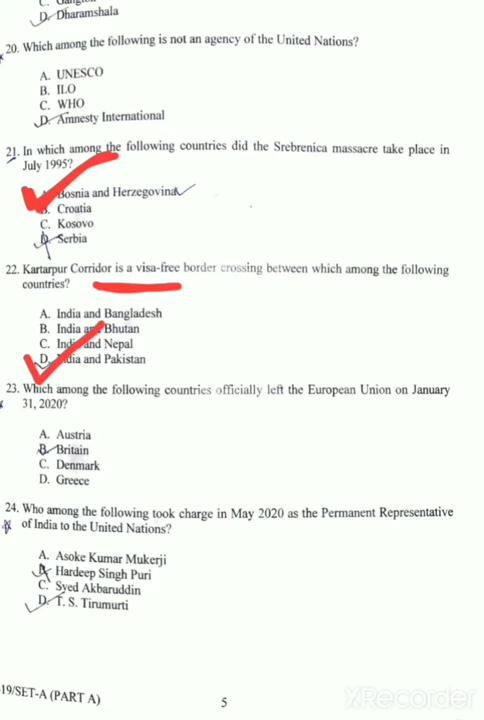 C. Gangtok
D. Dharamshala
20. Which among the following is not an agency of the United Nations?
A. UNESCO
B. ILO
C. WHO
D. Amnesty International
21. In which among the following countries did the Srebrenica massacre take place in
July 1995?
Bosnia and Herzegovina
B. Croatia
C. Kosovo
D. Serbia
22. Kartarpur Corridor is a visa-free border crossing between which among the following
countries?
A. India and Bangladesh
B. India and Bhutan
C. India and Nepal
D. India and Pakistan
23. Which among the following countries officially left the European Union on January
31, 2020?
A. Austria
B. Britain
C. Denmark
D. Greece
24. Who among the following took charge in May 2020 as the Permanent Representative
of India to the United Nations?
A. Asoke Kumar Mukerji
Hardeep Singh Puri
C. Syed Akbaruddin
D. T. S. Tirumurti
-19/SET-A (PART A)
5
XRecorder